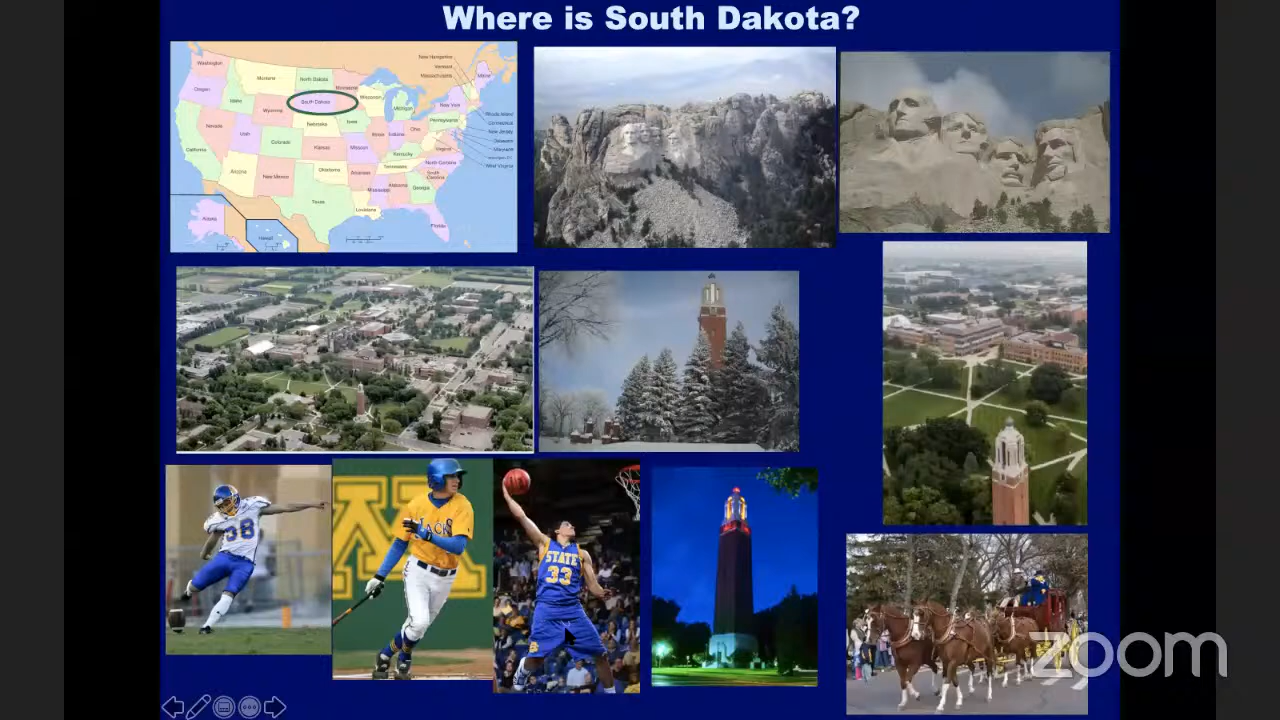 Where is South Dakota?
Washington
Oregon
California
Nevada
Idaho
Montana
Wyoming
Utah
Arizona
Colorado
New Mexico
North Dakota
South Dakota
Nebraska
Kansas
Oklahoma
Texas
Minnesota
Iowa
Missouri
Arkansas
Louisiana
Wisconsin
Illinois
Michigan
Indiana
Ohio
Kentucky
Tennessee
Mississippi
Alabama
Georgia
Florida
South
Carolina
North Carolina
Virginia
Pennsylvania
New York
Maine
New Hampshire
Vermont
Massachusetts
Rhode Island
Connecticut
New Jersey
Delaware
Maryland
West Virginia
Alaska
Hawaii
38
JACKS
STATE
33
zoom